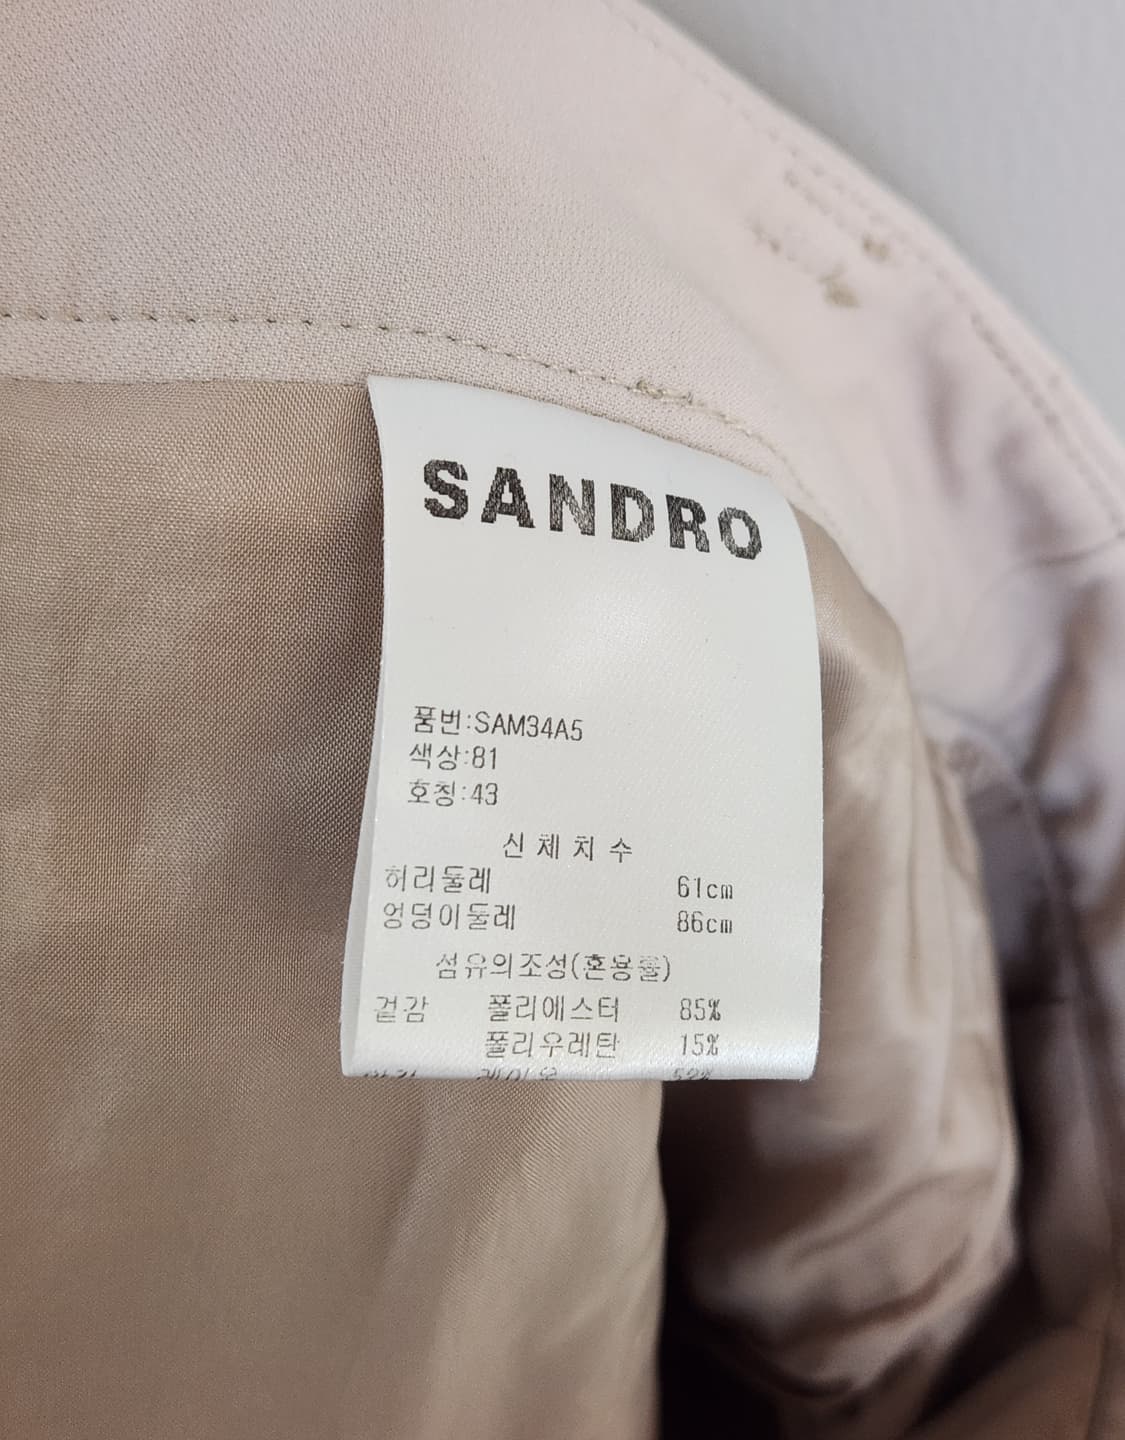 SANDRO
품번:SAM34A5
색상:81
호칭:43
신체치수
허리둘레 61cm
엉덩이둘레 86cm
섬유의조성(혼용률)
겉감 폴리에스터 85%
폴리우레탄 15%